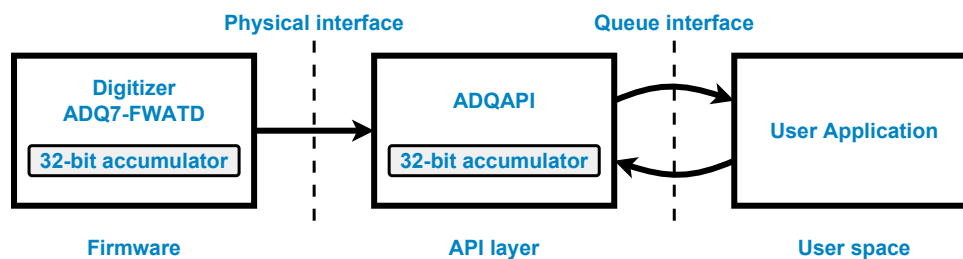 Physical interface
Queue interface
Digitizer
ADQ7-FWATD
32-bit accumulator
ADQAPI
32-bit accumulator
User Application
Firmware
API layer
User space